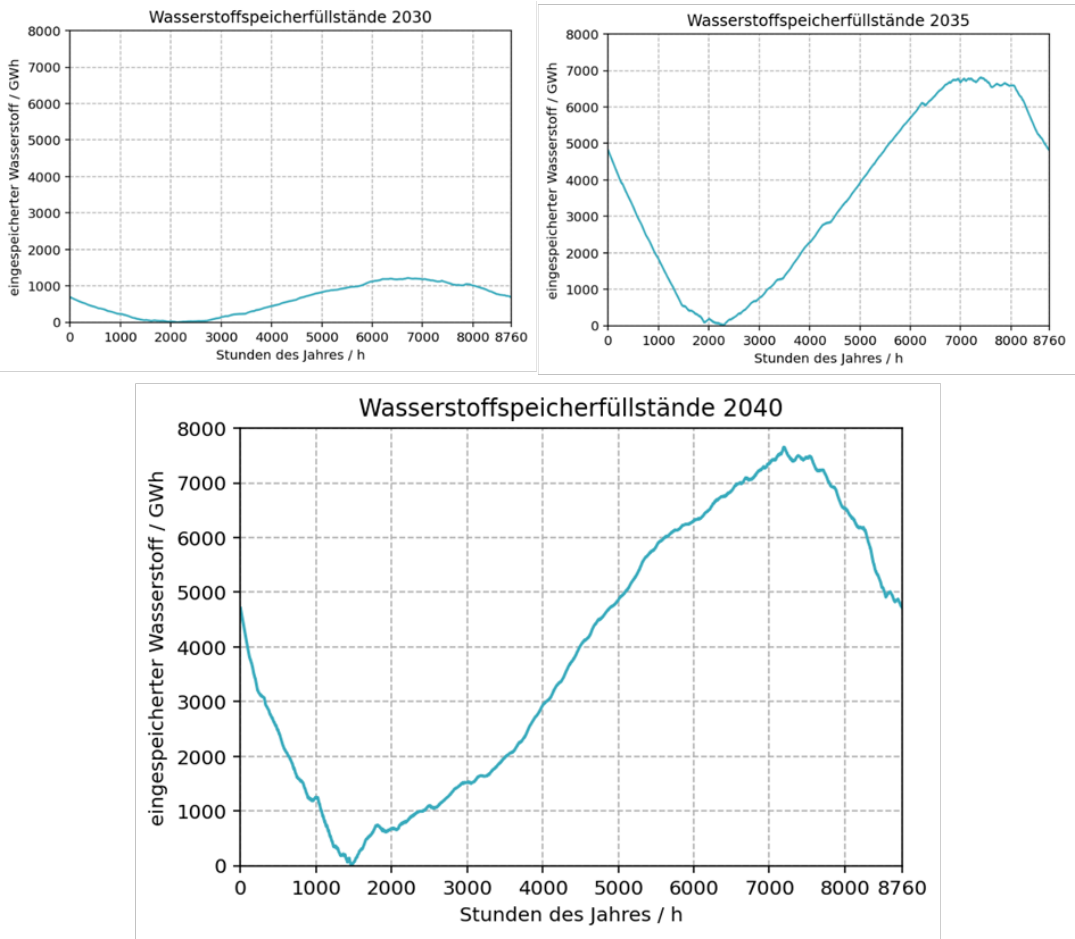 Wasserstoffspeicherfüllstände 2030
eingespeicherter Wasserstoff / GWh
8000
7000
6000
5000
4000
3000
2000
1000
0
0 1000 2000 3000 4000 5000 6000 7000 8000 8760
Stunden des Jahres / h
Wasserstoffspeicherfüllstände 2035
eingespeicherter Wasserstoff / GWh
8000
7000
6000
5000
4000
3000
2000
1000
0
0 1000 2000 3000 4000 5000 6000 7000 8000 8760
Stunden des Jahres / h
Wasserstoffspeicherfüllstände 2040
eingespeicherter Wasserstoff / GWh
8000
7000
6000
5000
4000
3000
2000
1000
0
0 1000 2000 3000 4000 5000 6000 7000 8000 8760
Stunden des Jahres / h